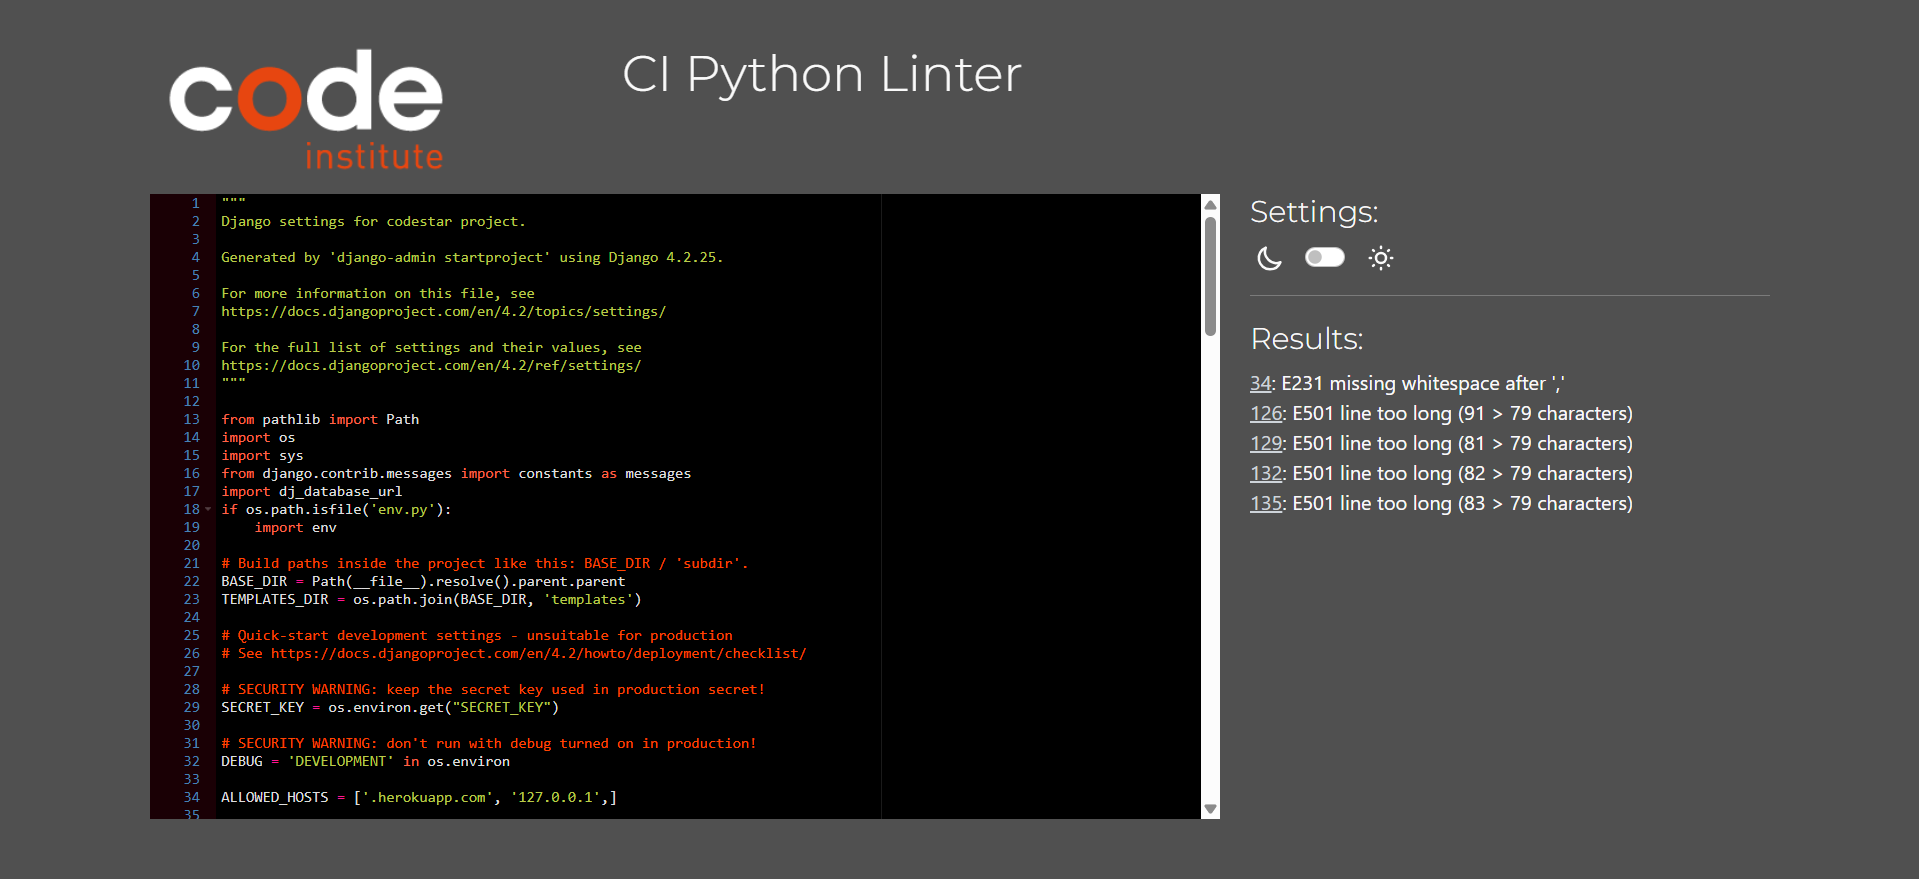 code
institute
CI Python Linter
1 """
2 Django settings for codestar project.
3
4 Generated by 'django-admin startproject' using Django 4.2.25.
5
6 For more information on this file, see
7 https://docs.djangoproject.com/en/4.2/topics/settings/
8
9 For the full list of settings and their values, see
10 https://docs.djangoproject.com/en/4.2/ref/settings/
11 """
12
13 from pathlib import Path
14 import os
15 import sys
16 from django.contrib.messages import constants as messages
17 import dj_database_url
18 if os.path.isfile('env.py'):
19     import env
20
21 # Build paths inside the project like this: BASE_DIR / 'subdir'.
22 BASE_DIR = Path(__file__).resolve().parent.parent
23 TEMPLATES_DIR = os.path.join(BASE_DIR, 'templates')
24
25 # Quick-start development settings - unsuitable for production
26 # See https://docs.djangoproject.com/en/4.2/howto/deployment/checklist/
27
28 # SECURITY WARNING: keep the secret key used in production secret!
29 SECRET_KEY = os.environ.get("SECRET_KEY")
30
31 # SECURITY WARNING: don't run with debug turned on in production!
32 DEBUG = 'DEVELOPMENT' in os.environ
33
34 ALLOWED_HOSTS = ['.herokuapp.com', '127.0.0.1',]
35
Settings:
Results:
34: E231 missing whitespace after ','
126: E501 line too long (91 > 79 characters)
129: E501 line too long (81 > 79 characters)
132: E501 line too long (82 > 79 characters)
135: E501 line too long (83 > 79 characters)